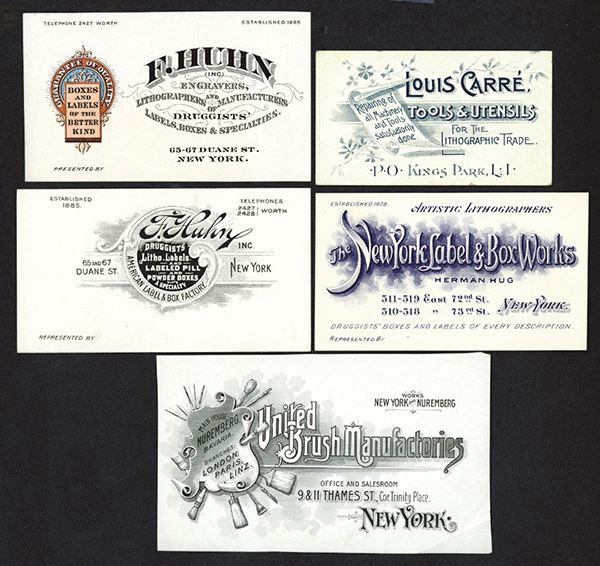 TELEPHONE 2427 WORTH
ESTABLISHED 1885
GUARANTEE OF QUALITY
BOXES
AND
LABELS
OF THE
BETTER
KIND
F. HUHN
(INC)
ENGRAVERS,
LITHOGRAPHERS AND MANUFACTURERS
OF
DRUGGISTS'
LABELS, BOXES & SPECIALTIES.
65-67 DUANE ST.
NEW YORK.
PRESENTED BY
Louis Carré,
TOOLS & UTENSILS
FOR THE
LITHOGRAPHIC TRADE.
Repairing of
all Machinery
and Tools
satisfactorily
done
P.O. KINGS PARK, L.I.
ESTABLISHED
1885.
TELEPHONES
2427
2428 WORTH
F. Huhn
INC.
DRUGGISTS'
Litho. Labels
AND
LABELED PILL
AND
POWDER BOXES
A SPECIALTY
AMERICAN LABEL & BOX FACTORY.
65 AND 67
DUANE ST.
NEW YORK
REPRESENTED BY
ESTABLISHED 1878.
ARTISTIC LITHOGRAPHERS
The New York Label & Box Works
HERMAN HUG
511-519 East 72nd St.
510-518 " 73rd St.
NEW YORK.
DRUGGISTS' BOXES AND LABELS OF EVERY DESCRIPTION.
REPRESENTED BY
WORKS
NEW YORK AND NUREMBERG
MAIN HOUSE
NUREMBERG
BAVARIA.
BRANCHES:
LONDON,
PARIS,
LINZ.
United
Brush Manufactories
OFFICE AND SALESROOM
9 & 11 THAMES ST., Cor. Trinity Place.
NEW YORK.